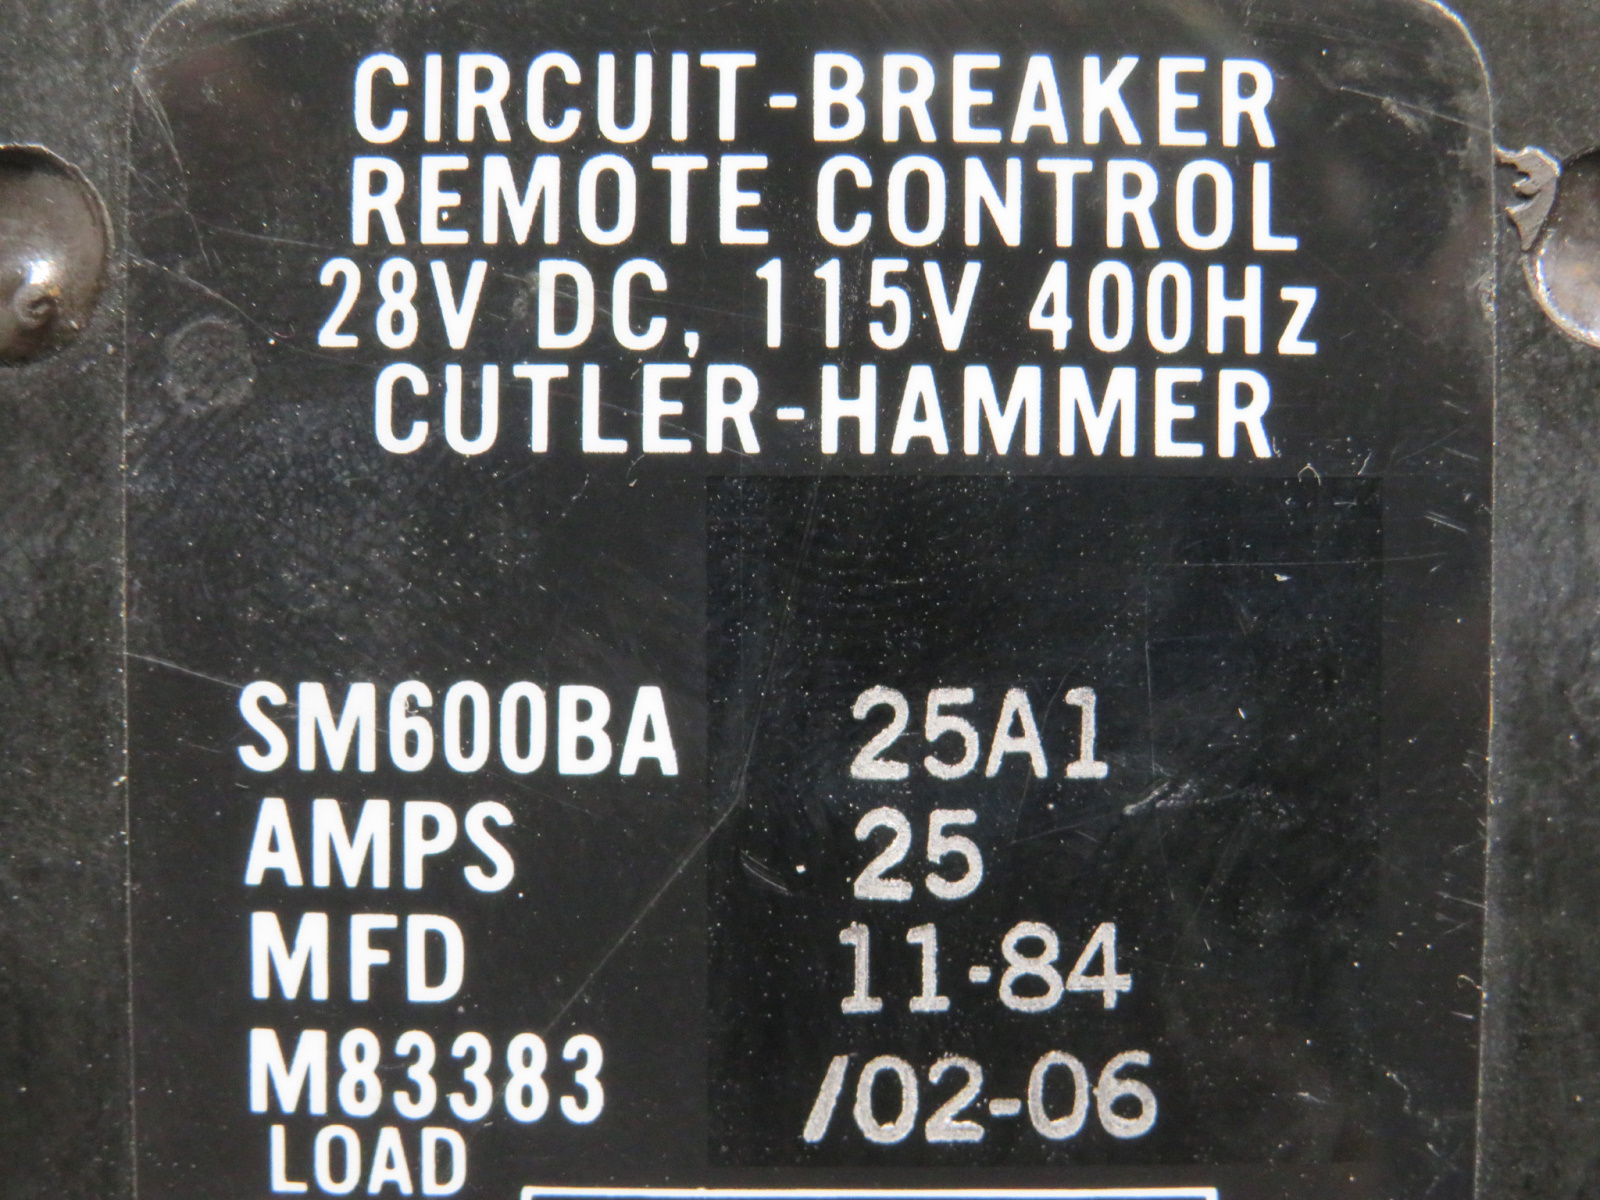 CIRCUIT-BREAKER
REMOTE CONTROL
28V DC, 115V 400Hz
CUTLER-HAMMER
SM600BA 25A1
AMPS 25
MFD 11-84
M83383 /02-06
LOAD